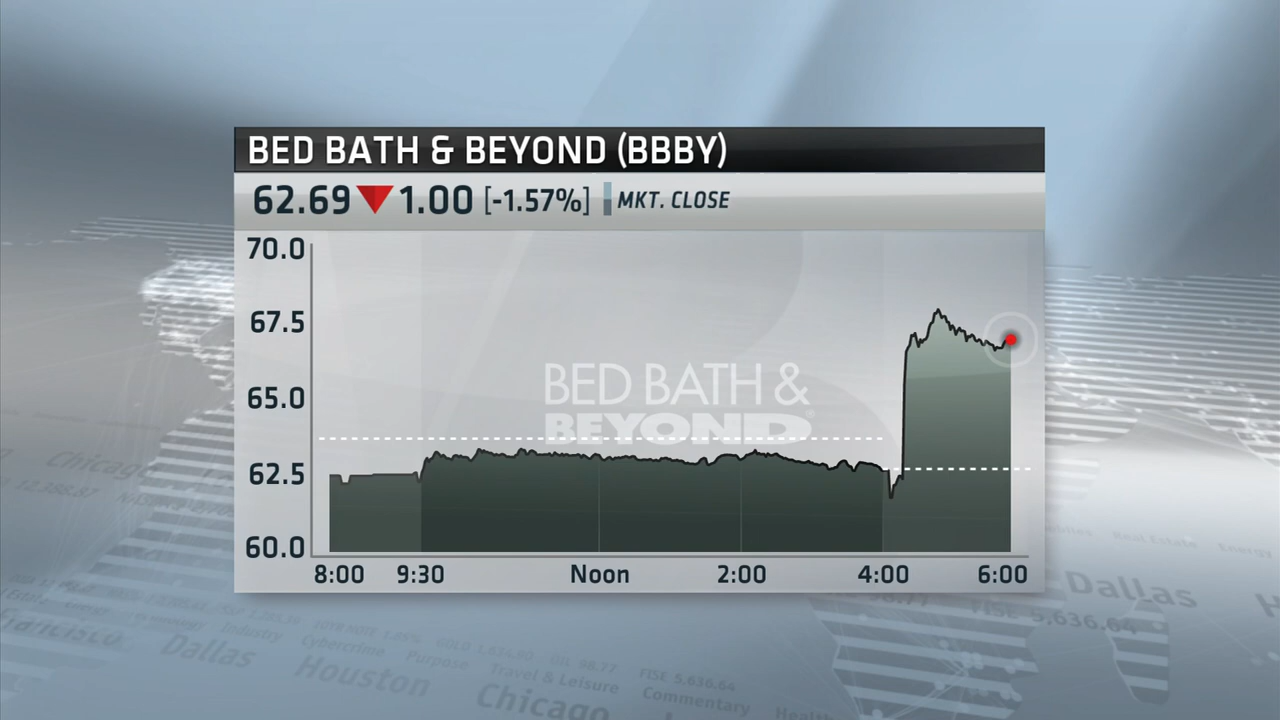 BED BATH & BEYOND (BBBY)
62.69 ▼ 1.00 [-1.57%] MKT. CLOSE
70.0
67.5
65.0
62.5
60.0
BED BATH &
BEYOND®
8:00 9:30 Noon 2:00 4:00 6:00
Chicago
Real Estate
Energy
Dallas
FTSE 5,636.64
Dallas
Industry
Cybercrime
Houston
Purpose
Travel & Leisure
Chicago
FTSE 5,636.64
Commentary